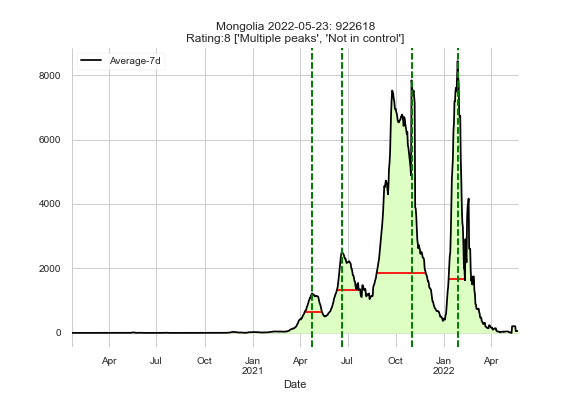 Mongolia 2022-05-23: 922618
Rating:8 ['Multiple peaks', 'Not in control']
Average-7d
8000
6000
4000
2000
0
Apr Jul Oct Jan Apr Jul Oct Jan Apr
2021 2022
Date